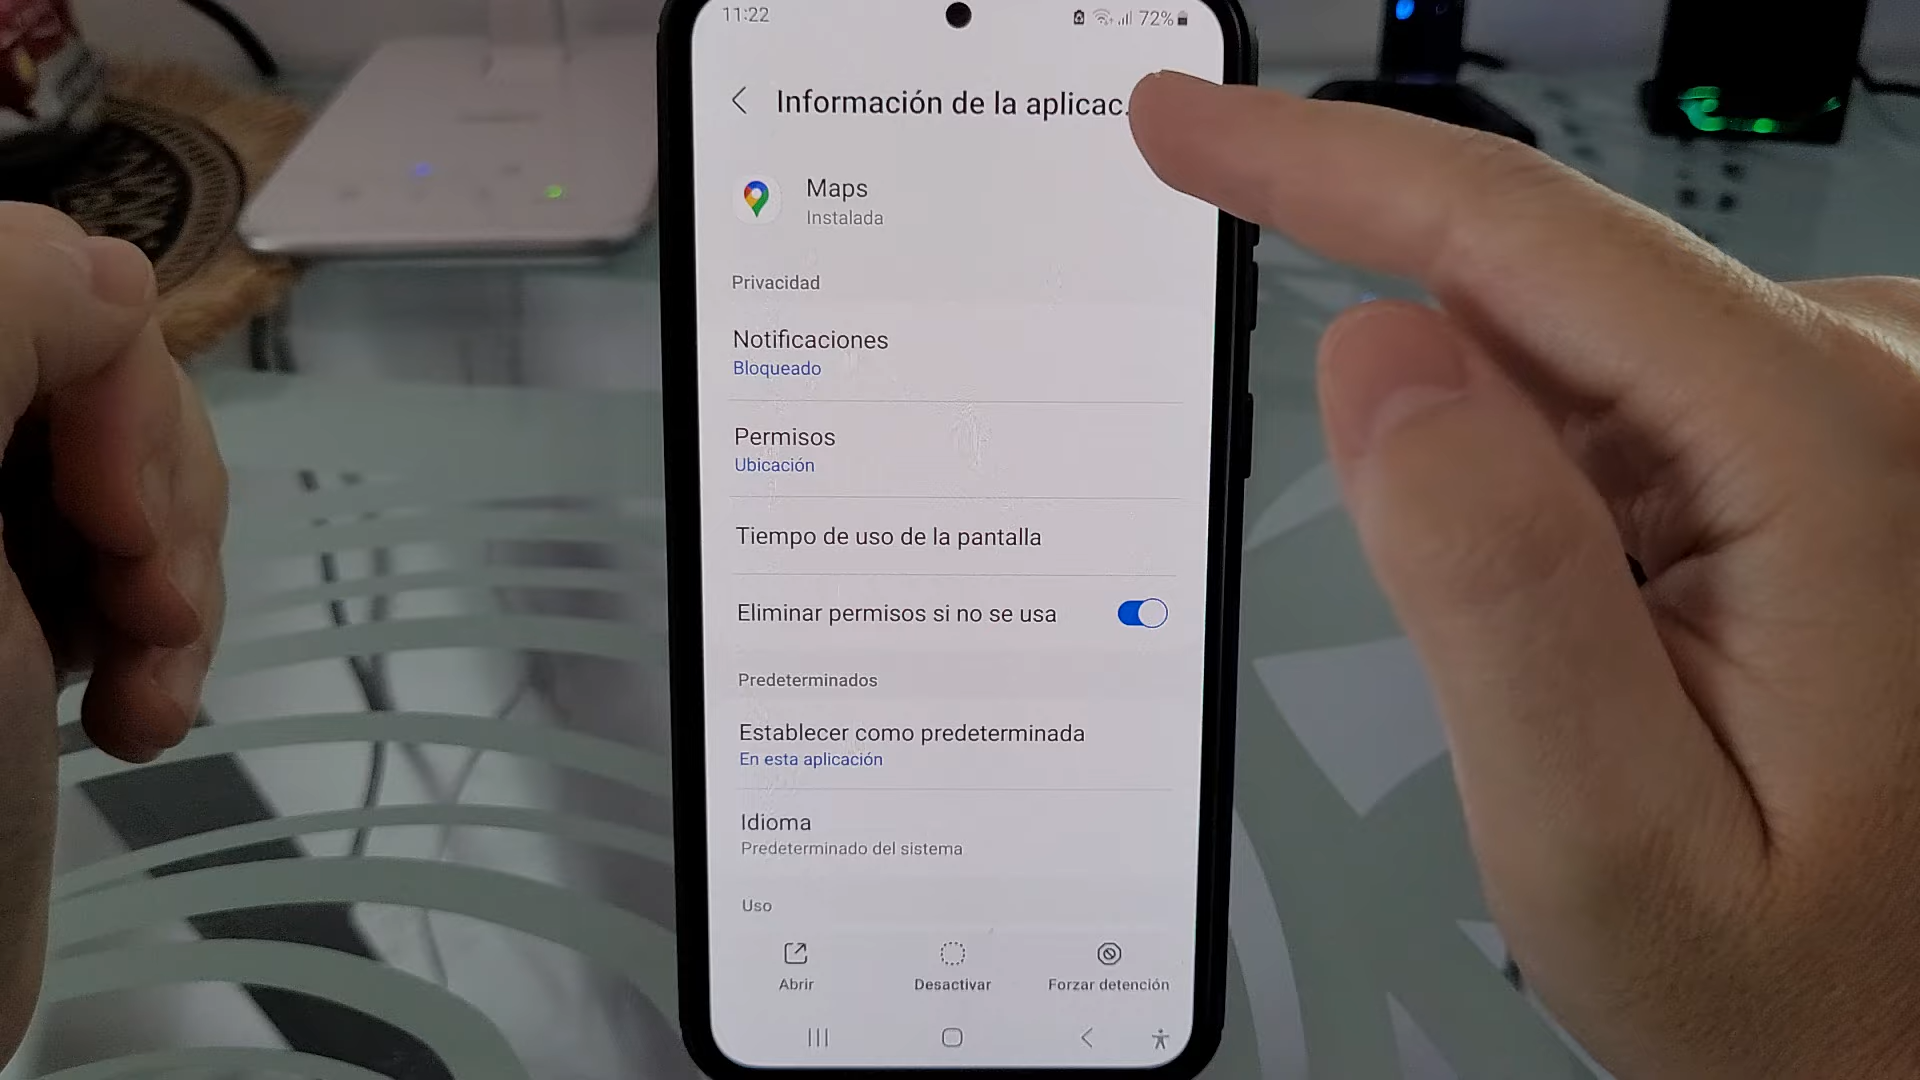 11:22
72%
Información de la aplicac.
Maps
Instalada
Privacidad
Notificaciones
Bloqueado
Permisos
Ubicación
Tiempo de uso de la pantalla
Eliminar permisos si no se usa
Predeterminados
Establecer como predeterminada
En esta aplicación
Idioma
Predeterminado del sistema
Uso
Abrir
Desactivar
Forzar detención